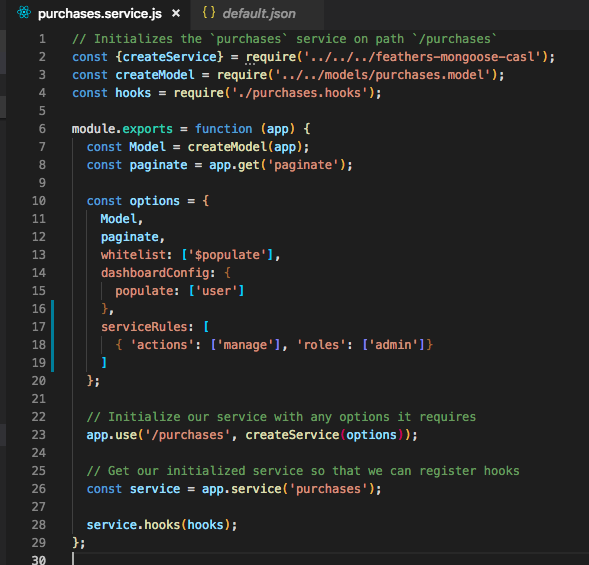 purchases.service.js × {} default.json
1 // Initializes the `purchases` service on path `/purchases`
2 const {createService} = require('../../../feathers-mongoose-casl');
3 const createModel = require('../../models/purchases.model');
4 const hooks = require('./purchases.hooks');
5
6 module.exports = function (app) {
7   const Model = createModel(app);
8   const paginate = app.get('paginate');
9
10   const options = {
11     Model,
12     paginate,
13     whitelist: ['$populate'],
14     dashboardConfig: {
15       populate: ['user']
16     },
17     serviceRules: [
18       { 'actions': ['manage'], 'roles': ['admin']}
19     ]
20   };
21
22   // Initialize our service with any options it requires
23   app.use('/purchases', createService(options));
24
25   // Get our initialized service so that we can register hooks
26   const service = app.service('purchases');
27
28   service.hooks(hooks);
29 };
30